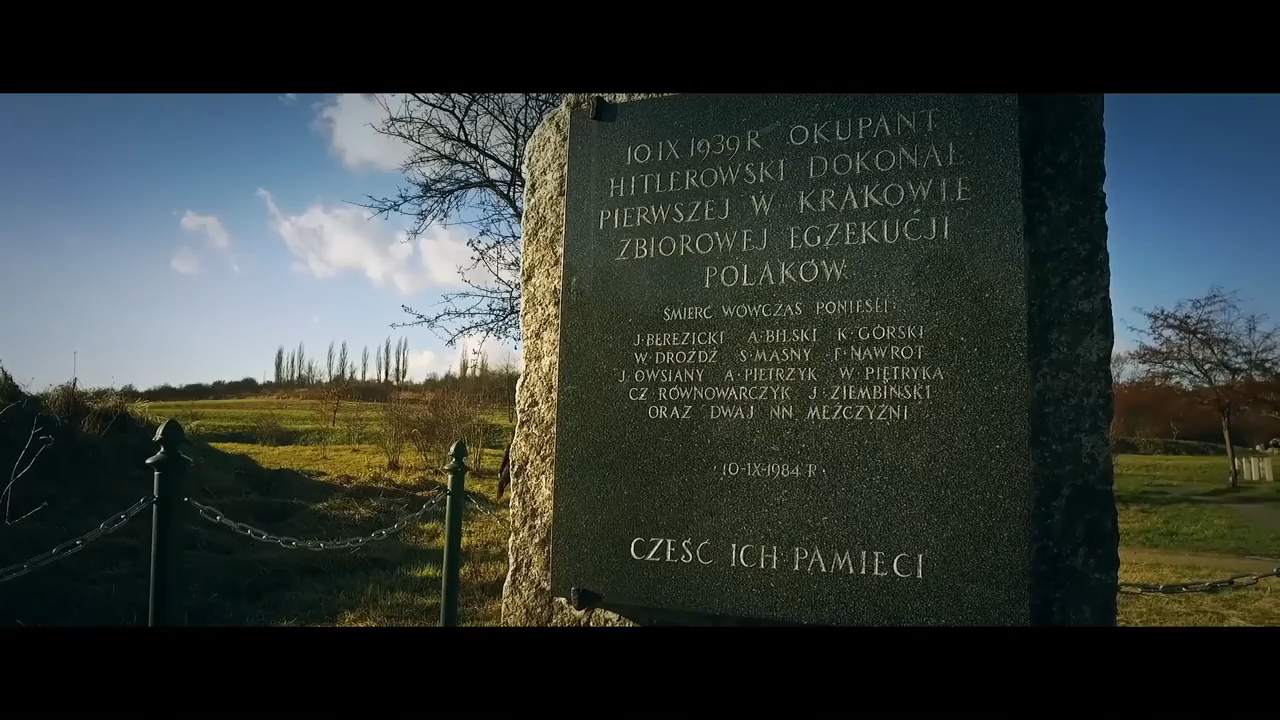 10 IX 1939 R OKUPANT
HITLEROWSKI DOKONAŁ
PIERWSZEJ W KRAKOWIE
ZBIOROWEJ EGZEKUCJI
POLAKÓW
ŚMIERĆ WÓWCZAS PONIEŚLI:
J·BEREZICKI A·BILSKI K·GÓRSKI
W·DROŻDŻ S·MASNY F·NAWROT
J·OWSIANY A·PIETRZYK W·PIĘTRYKA
CZ·RÓWNOWARCZYK J·ZIEMBIŃSKI
ORAZ DWAJ NN MĘŻCZYŹNI
·10-IX-1984 R·
CZEŚĆ ICH PAMIĘCI